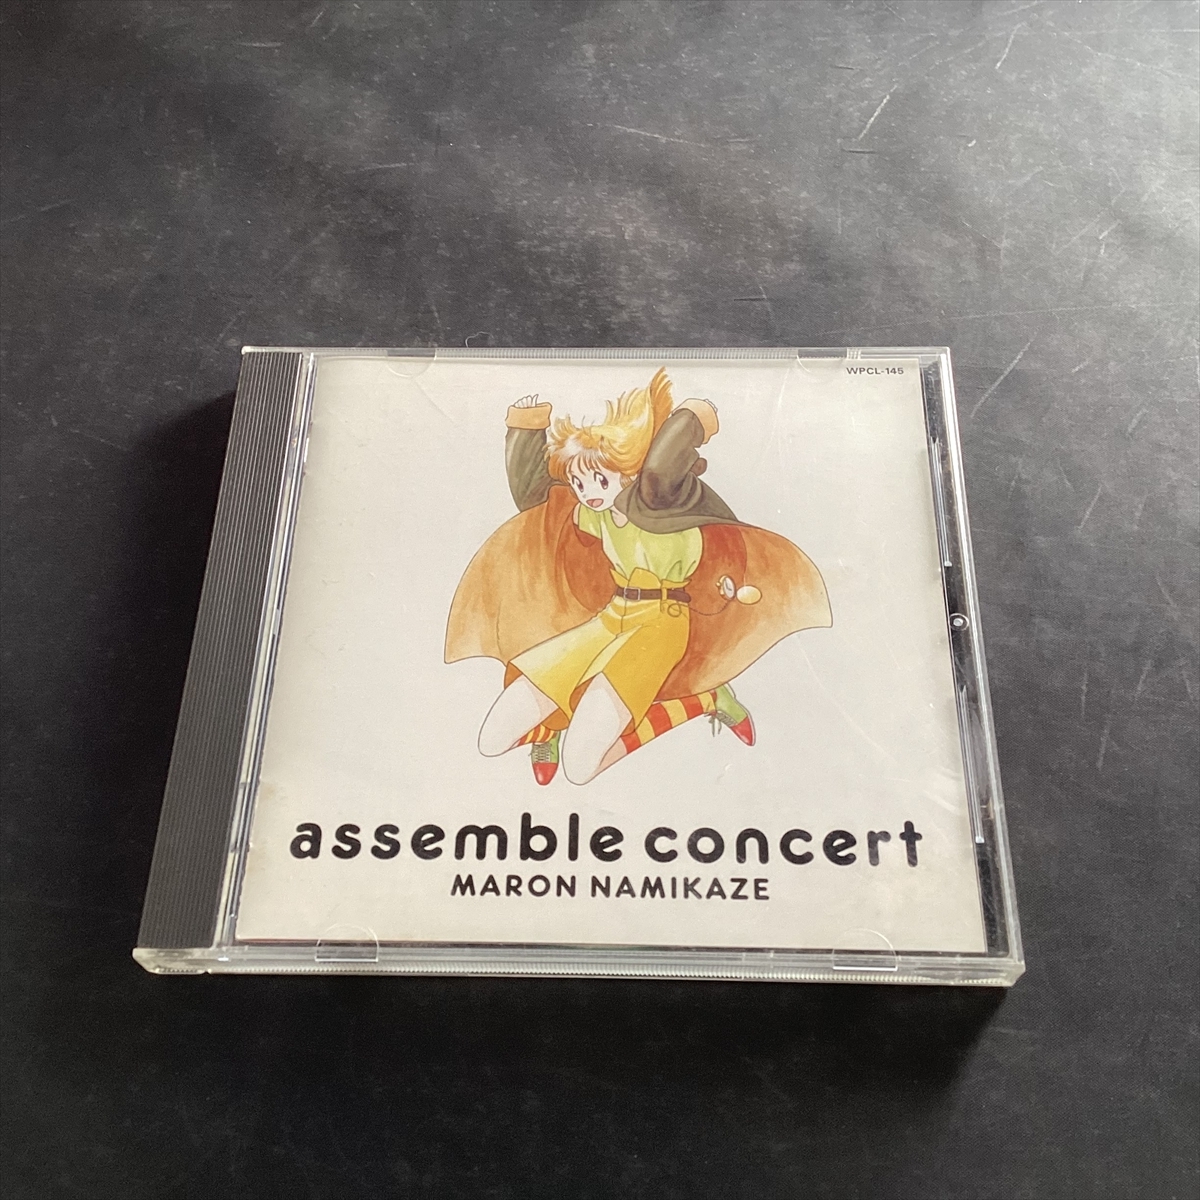 WPCL-145
assemble concert
MARON NAMIKAZE